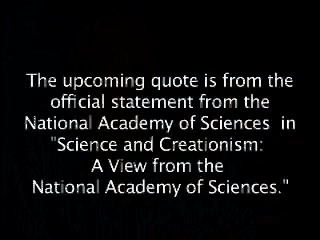 The upcoming quote is from the
official statement from the
National Academy of Sciences  in
"Science and Creationism:
A View from the
National Academy of Sciences."